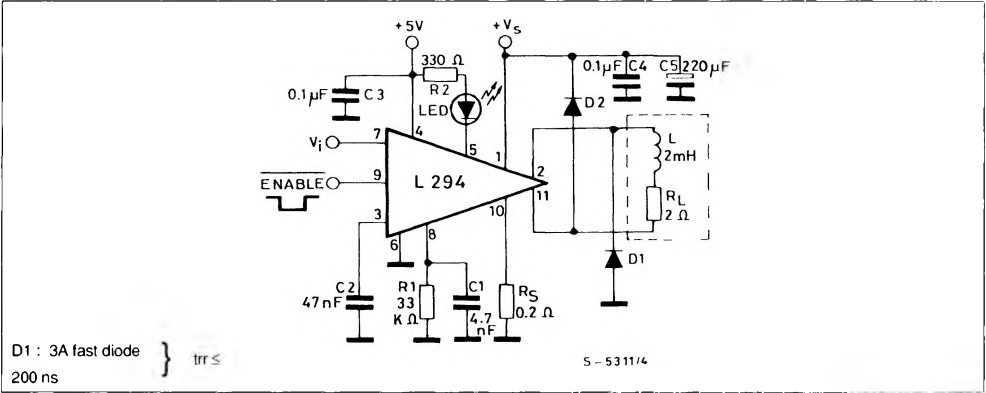 +5V
+Vs
330 Ω
R2
0.1µF
C3
LED
0.1µF C4
C5 220µF
D2
Vi
7
4
5
1
2
L
2mH
ENABLE
9
L 294
11
RL
2 Ω
3
10
6
8
D1
C2
47nF
R1
33
KΩ
C1
4.7
nF
RS
0.2 Ω
D1 : 3A fast diode } trr ≤
200 ns
S-5311/4